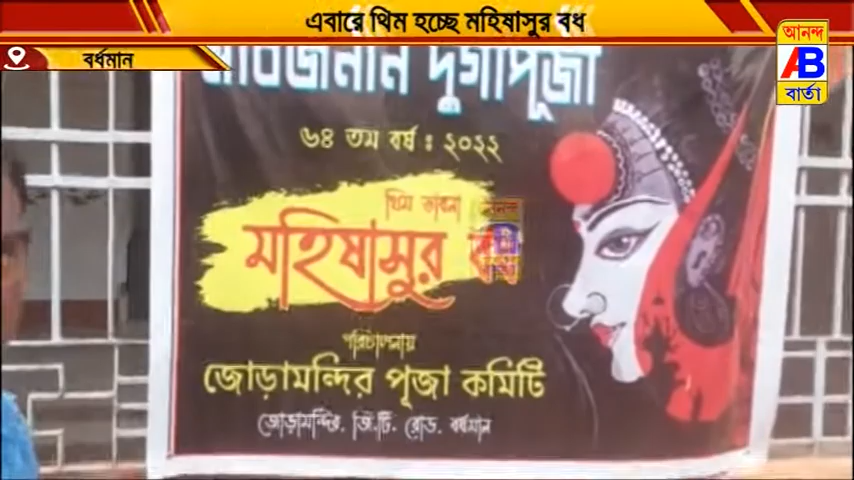 এবারে থিম হচ্ছে মহিষাসুর বধ
বর্ধমান
আনন্দ
AB
বার্তা
দুর্গাপূজা
৬৪ তম বর্ষ : ২০২২
থিম ভাবনা
মহিষাসুর
পরিচালনায়
জোড়ামন্দির পূজা কমিটি
জোড়ামন্দির. জি.টি. রোড. বর্ধমান